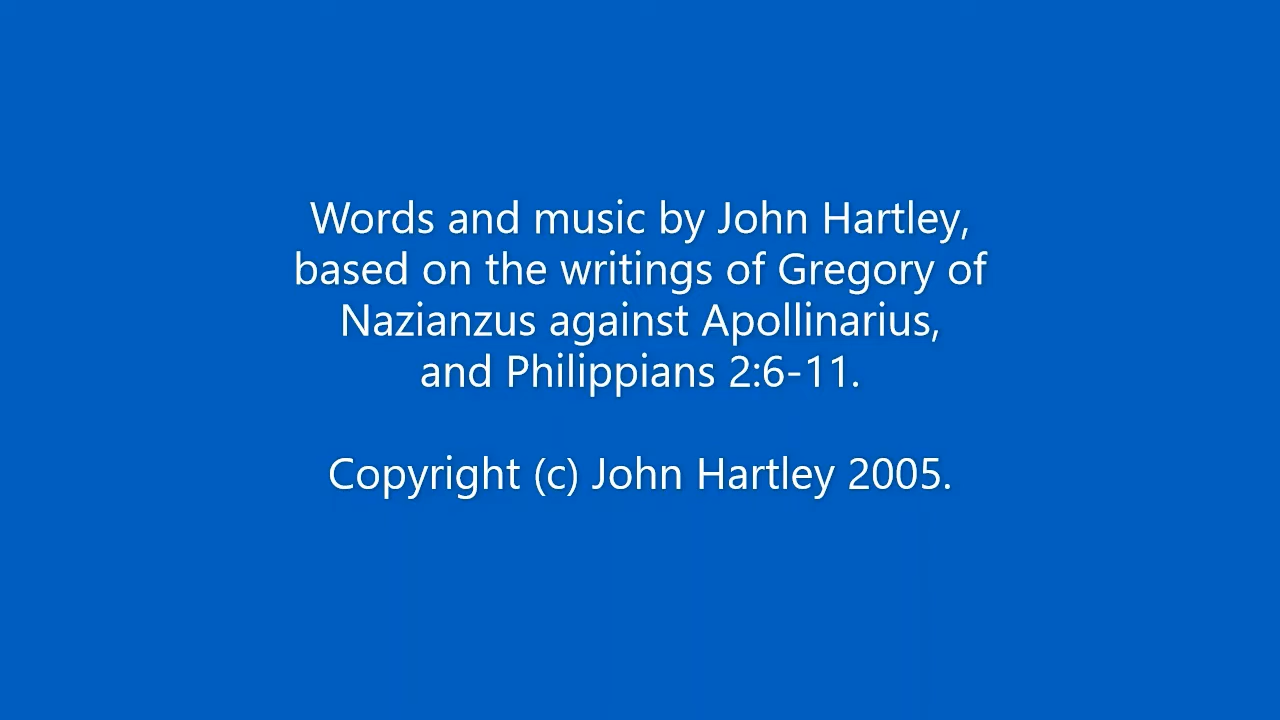 Words and music by John Hartley,
based on the writings of Gregory of
Nazianzus against Apollinarius,
and Philippians 2:6-11.
Copyright (c) John Hartley 2005.